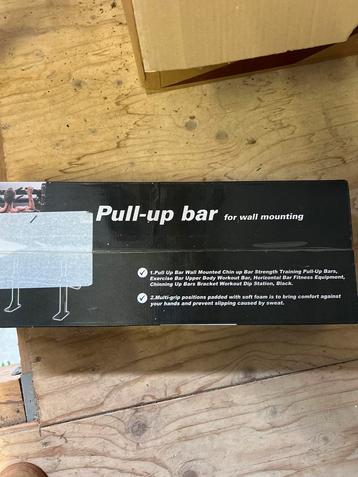 Pull-up bar for wall mounting
1.Pull Up Bar Wall Mounted Chin up Bar Strength Training Pull-Up Bars,
Exercise Bar Upper Body Workout Bar, Horizontal Bar Fitness Equipment,
Chinning Up Bars Bracket Workout Dip Station, Black.
2.Multi-grip positions padded with soft foam is to bring comfort against
your hands and prevent slipping caused by sweat.